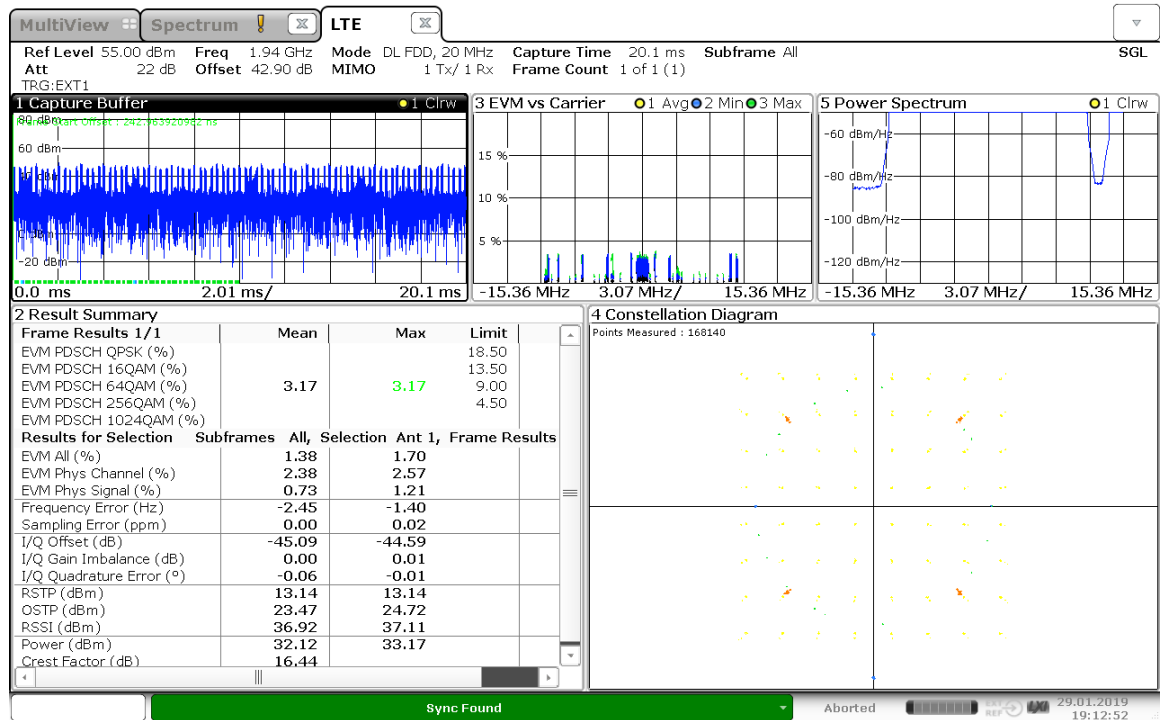 MultiView Spectrum ! LTE
Ref Level 55.00 dBm Freq 1.94 GHz Mode DL FDD, 20 MHz Capture Time 20.1 ms Subframe All SGL
Att 22 dB Offset 42.90 dB MIMO 1 Tx/ 1 Rx Frame Count 1 of 1 (1)
TRG:EXT1
1 Capture Buffer 1 Clrw
Frame Start Offset : 242.963920982 ns
80 dBm
60 dBm
-20 dBm
0.0 ms 2.01 ms/ 20.1 ms
3 EVM vs Carrier 1 Avg 2 Min 3 Max
15 %
10 %
5 %
-15.36 MHz 3.07 MHz/ 15.36 MHz
5 Power Spectrum 1 Clrw
-60 dBm/Hz
-80 dBm/Hz
-100 dBm/Hz
-120 dBm/Hz
-15.36 MHz 3.07 MHz/ 15.36 MHz
2 Result Summary
Frame Results 1/1 Mean Max Limit
EVM PDSCH QPSK (%) 18.50
EVM PDSCH 16QAM (%) 13.50
EVM PDSCH 64QAM (%) 3.17 3.17 9.00
EVM PDSCH 256QAM (%) 4.50
EVM PDSCH 1024QAM (%)
Results for Selection Subframes All, Selection Ant 1, Frame Results
EVM All (%) 1.38 1.70
EVM Phys Channel (%) 2.38 2.57
EVM Phys Signal (%) 0.73 1.21
Frequency Error (Hz) -2.45 -1.40
Sampling Error (ppm) 0.00 0.02
I/Q Offset (dB) -45.09 -44.59
I/Q Gain Imbalance (dB) 0.00 0.01
I/Q Quadrature Error (°) -0.06 -0.01
RSTP (dBm) 13.14 13.14
OSTP (dBm) 23.47 24.72
RSSI (dBm) 36.92 37.11
Power (dBm) 32.12 33.17
Crest Factor (dB) 16.44
4 Constellation Diagram
Points Measured : 168140
Sync Found
Aborted
EXT
REF
LXI
29.01.2019
19:12:52